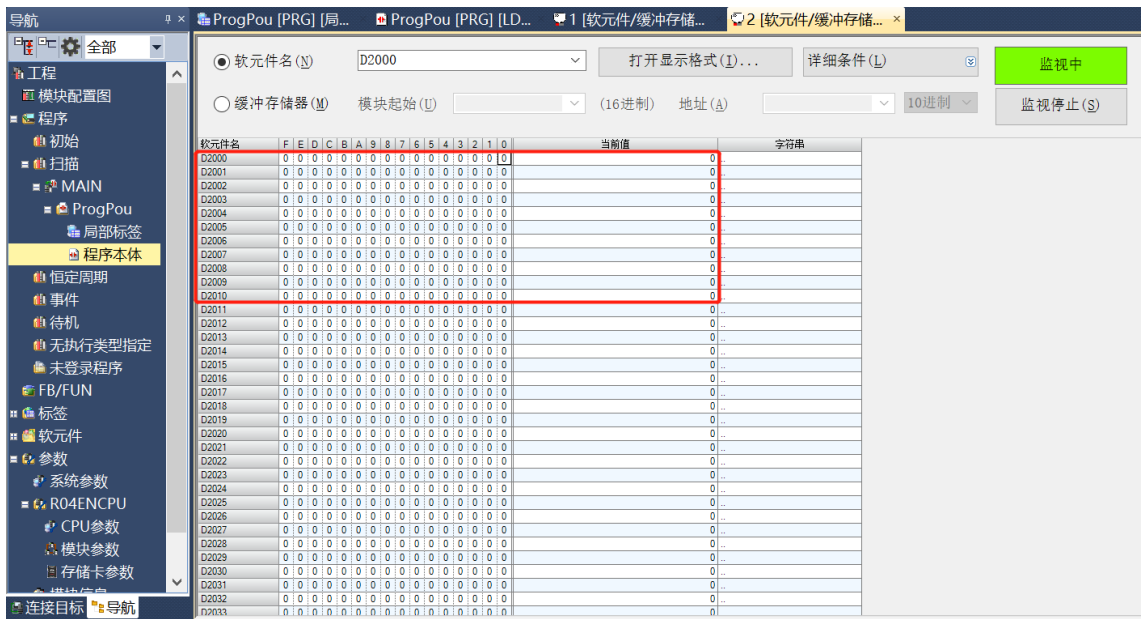 导航
ProgPou [PRG] [局...
ProgPou [PRG] [LD...
1 [软元件/缓冲存储...
2 [软元件/缓冲存储... ×
全部
工程
模块配置图
程序
初始
扫描
MAIN
ProgPou
局部标签
程序本体
恒定周期
事件
待机
无执行类型指定
未登录程序
FB/FUN
标签
软元件
参数
系统参数
R04ENCPU
CPU参数
模块参数
存储卡参数
连接目标 导航
软元件名(N) D2000 打开显示格式(I)... 详细条件(L) 监视中
缓冲存储器(M) 模块起始(U) (16进制) 地址(A) 10进制 监视停止(S)
软元件名 F E D C B A 9 8 7 6 5 4 3 2 1 0 当前值 字符串
D2000 0 0 0 0 0 0 0 0 0 0 0 0 0 0 0 0 0 ..
D2001 0 0 0 0 0 0 0 0 0 0 0 0 0 0 0 0 0 ..
D2002 0 0 0 0 0 0 0 0 0 0 0 0 0 0 0 0 0 ..
D2003 0 0 0 0 0 0 0 0 0 0 0 0 0 0 0 0 0 ..
D2004 0 0 0 0 0 0 0 0 0 0 0 0 0 0 0 0 0 ..
D2005 0 0 0 0 0 0 0 0 0 0 0 0 0 0 0 0 0 ..
D2006 0 0 0 0 0 0 0 0 0 0 0 0 0 0 0 0 0 ..
D2007 0 0 0 0 0 0 0 0 0 0 0 0 0 0 0 0 0 ..
D2008 0 0 0 0 0 0 0 0 0 0 0 0 0 0 0 0 0 ..
D2009 0 0 0 0 0 0 0 0 0 0 0 0 0 0 0 0 0 ..
D2010 0 0 0 0 0 0 0 0 0 0 0 0 0 0 0 0 0 ..
D2011 0 0 0 0 0 0 0 0 0 0 0 0 0 0 0 0 0 ..
D2012 0 0 0 0 0 0 0 0 0 0 0 0 0 0 0 0 0 ..
D2013 0 0 0 0 0 0 0 0 0 0 0 0 0 0 0 0 0 ..
D2014 0 0 0 0 0 0 0 0 0 0 0 0 0 0 0 0 0 ..
D2015 0 0 0 0 0 0 0 0 0 0 0 0 0 0 0 0 0 ..
D2016 0 0 0 0 0 0 0 0 0 0 0 0 0 0 0 0 0 ..
D2017 0 0 0 0 0 0 0 0 0 0 0 0 0 0 0 0 0 ..
D2018 0 0 0 0 0 0 0 0 0 0 0 0 0 0 0 0 0 ..
D2019 0 0 0 0 0 0 0 0 0 0 0 0 0 0 0 0 0 ..
D2020 0 0 0 0 0 0 0 0 0 0 0 0 0 0 0 0 0 ..
D2021 0 0 0 0 0 0 0 0 0 0 0 0 0 0 0 0 0 ..
D2022 0 0 0 0 0 0 0 0 0 0 0 0 0 0 0 0 0 ..
D2023 0 0 0 0 0 0 0 0 0 0 0 0 0 0 0 0 0 ..
D2024 0 0 0 0 0 0 0 0 0 0 0 0 0 0 0 0 0 ..
D2025 0 0 0 0 0 0 0 0 0 0 0 0 0 0 0 0 0 ..
D2026 0 0 0 0 0 0 0 0 0 0 0 0 0 0 0 0 0 ..
D2027 0 0 0 0 0 0 0 0 0 0 0 0 0 0 0 0 0 ..
D2028 0 0 0 0 0 0 0 0 0 0 0 0 0 0 0 0 0 ..
D2029 0 0 0 0 0 0 0 0 0 0 0 0 0 0 0 0 0 ..
D2030 0 0 0 0 0 0 0 0 0 0 0 0 0 0 0 0 0 ..
D2031 0 0 0 0 0 0 0 0 0 0 0 0 0 0 0 0 0 ..
D2032 0 0 0 0 0 0 0 0 0 0 0 0 0 0 0 0 0 ..
D2033 0 0 0 0 0 0 0 0 0 0 0 0 0 0 0 0 0 ..